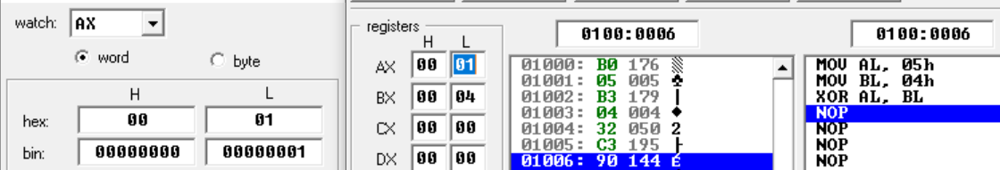 watch: AX
word byte
H L
hex: 00 01
bin: 00000000 00000001
registers
H L
AX 00 01
BX 00 04
CX 00 00
DX 00 00
0100:0006
01000: B0 176 ▒
01001: 05 005 ♣
01002: B3 179 │
01003: 04 004 ♦
01004: 32 050 2
01005: C3 195 ├
01006: 90 144 É
0100:0006
MOV AL, 05h
MOV BL, 04h
XOR AL, BL
NOP
NOP
NOP
NOP